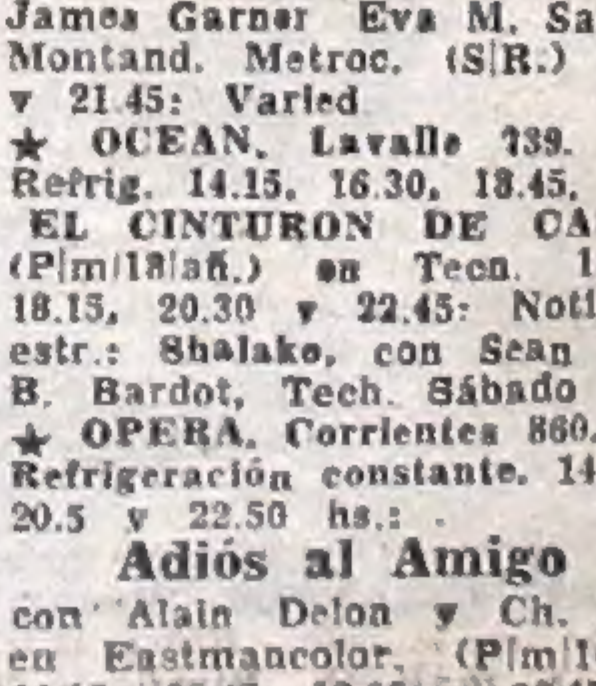 James Garner Eva M. Sa
Montand. Metroc. (S|R.)
y 21.45: Varied
★ OCEAN, Lavalle 739.
Refrig. 14.15, 16.30, 18.45,
EL CINTURON DE CA
(P|m|18|añ.) en Tecn. 1
18.15, 20.30 y 22.45: Noti
estr.: Shalako, con Sean
B. Bardot, Tech. Sábado
★ OPERA, Corrientes 860.
Refrigeración constante. 14
20.5 y 22.50 hs.:
Adiós al Amigo
con Alain Delon y Ch.
en Eastmancolor, (P|m|1